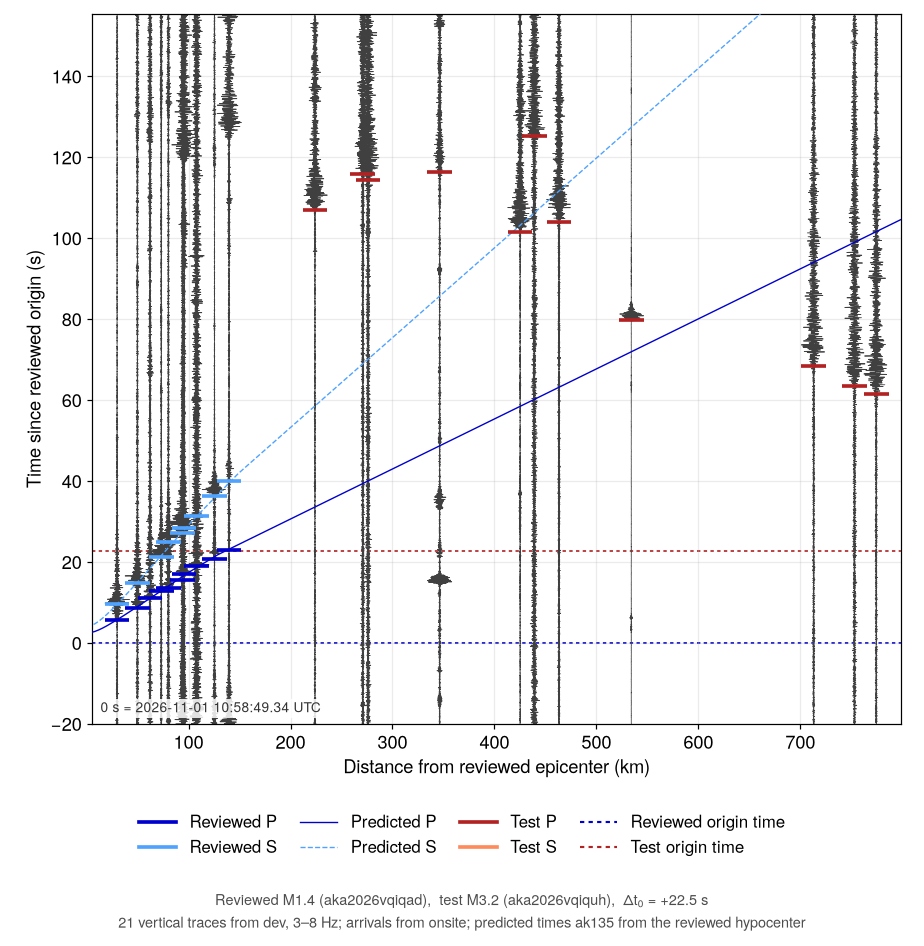 140
120
100
80
60
40
20
0
−20
Time since reviewed origin (s)
0 s = 2026-11-01 10:58:49.34 UTC
100 200 300 400 500 600 700
Distance from reviewed epicenter (km)
Reviewed P Predicted P Test P Reviewed origin time
Reviewed S Predicted S Test S Test origin time
Reviewed M1.4 (aka2026vqiqad), test M3.2 (aka2026vqiquh), Δt₀ = +22.5 s
21 vertical traces from dev, 3–8 Hz; arrivals from onsite; predicted times ak135 from the reviewed hypocenter